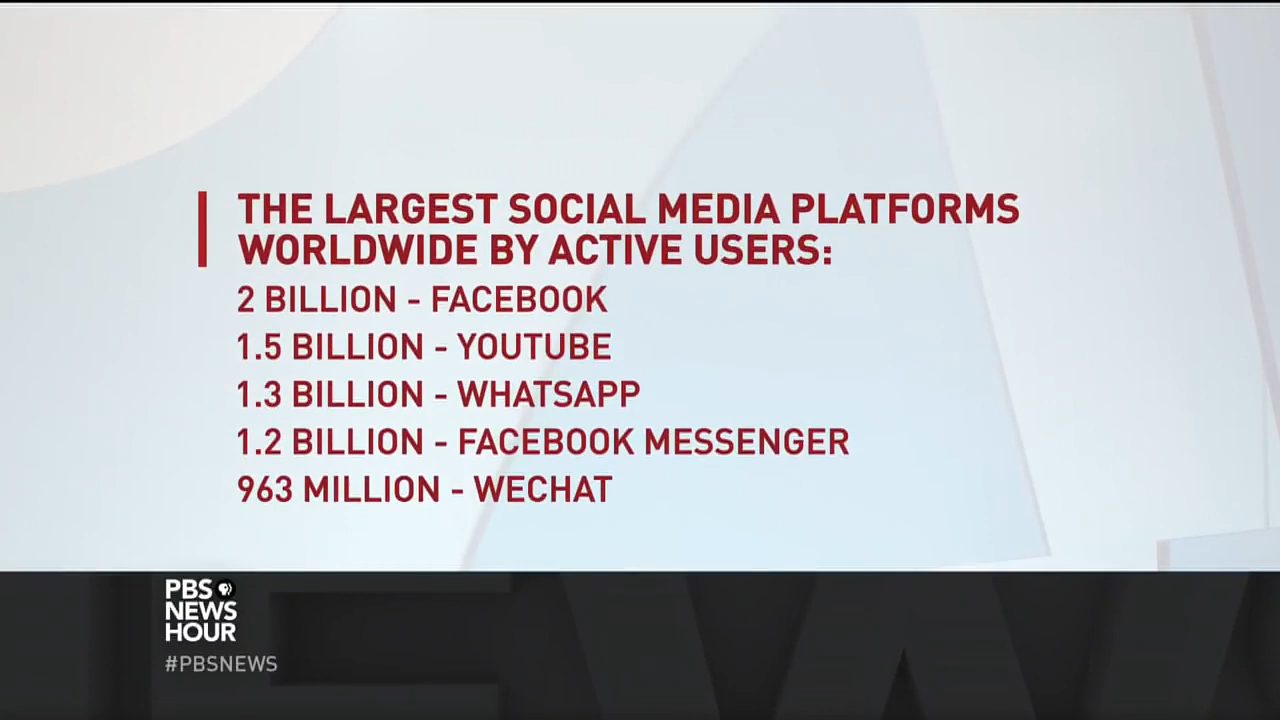 THE LARGEST SOCIAL MEDIA PLATFORMS
WORLDWIDE BY ACTIVE USERS:
2 BILLION - FACEBOOK
1.5 BILLION - YOUTUBE
1.3 BILLION - WHATSAPP
1.2 BILLION - FACEBOOK MESSENGER
963 MILLION - WECHAT
PBS
NEWS
HOUR
#PBSNEWS